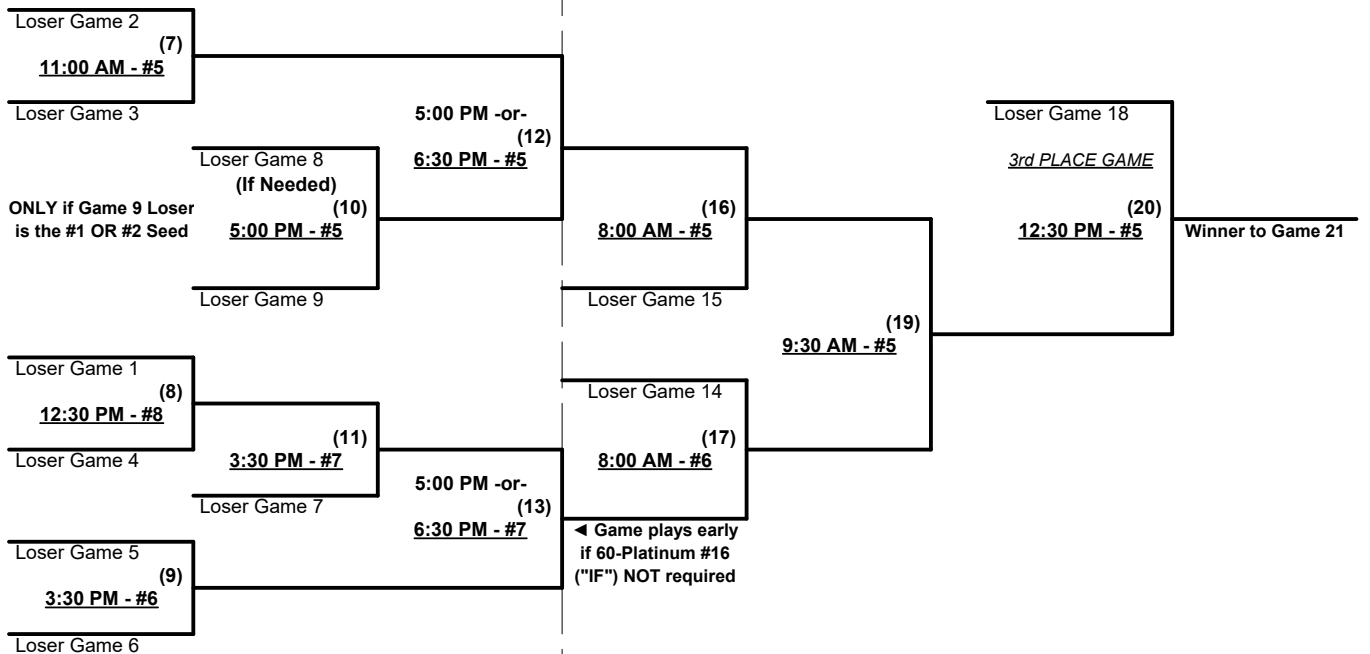 Loser Game 2
(7)
11:00 AM - #5
Loser Game 3
5:00 PM -or-
(12)
6:30 PM - #5
Loser Game 8
(If Needed)
(10)
5:00 PM - #5
ONLY if Game 9 Loser
is the #1 OR #2 Seed
Loser Game 9
(16)
8:00 AM - #5
Loser Game 15
Loser Game 18
3rd PLACE GAME
(20)
12:30 PM - #5
Winner to Game 21
(19)
9:30 AM - #5
Loser Game 1
(8)
12:30 PM - #8
Loser Game 4
(11)
3:30 PM - #7
Loser Game 7
5:00 PM -or-
(13)
6:30 PM - #7
Loser Game 14
(17)
8:00 AM - #6
◄ Game plays early
if 60-Platinum #16
("IF") NOT required
Loser Game 5
(9)
3:30 PM - #6
Loser Game 6